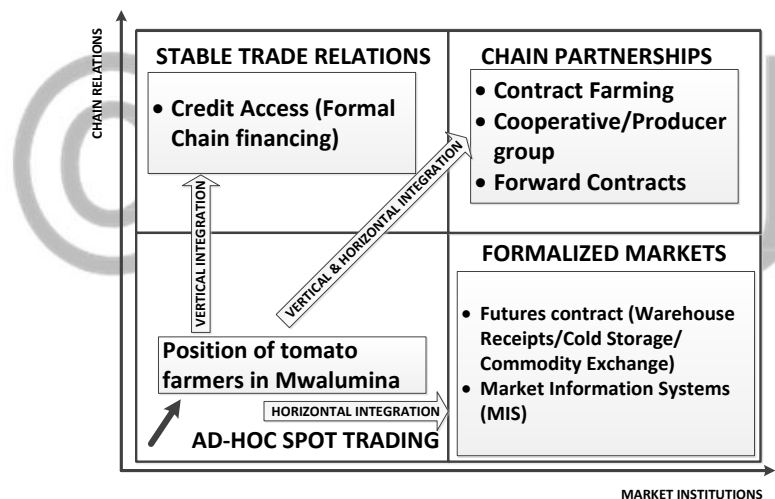 CHAIN RELATIONS
STABLE TRADE RELATIONS
• Credit Access (Formal
Chain financing)
CHAIN PARTNERSHIPS
• Contract Farming
• Cooperative/Producer
group
• Forward Contracts
VERTICAL INTEGRATION
VERTICAL & HORIZONTAL INTEGRATION
FORMALIZED MARKETS
• Futures contract (Warehouse
Receipts/Cold Storage/
Commodity Exchange)
• Market Information Systems
(MIS)
Position of tomato
farmers in Mwalumina
HORIZONTAL INTEGRATION
AD-HOC SPOT TRADING
MARKET INSTITUTIONS